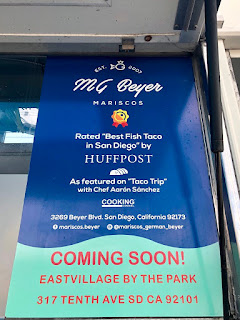 EST. 2007
MG Beyer
MARISCOS
Rated "Best Fish Taco
in San Diego" by
HUFFPOST
As featured on "Taco Trip"
with Chef Aarón Sánchez
COOKING
3269 Beyer Blvd. San Diego, California 92173
mariscos.beyer @mariscos_german_beyer
COMING SOON!
EASTVILLAGE BY THE PARK
317 TENTH AVE SD CA 92101